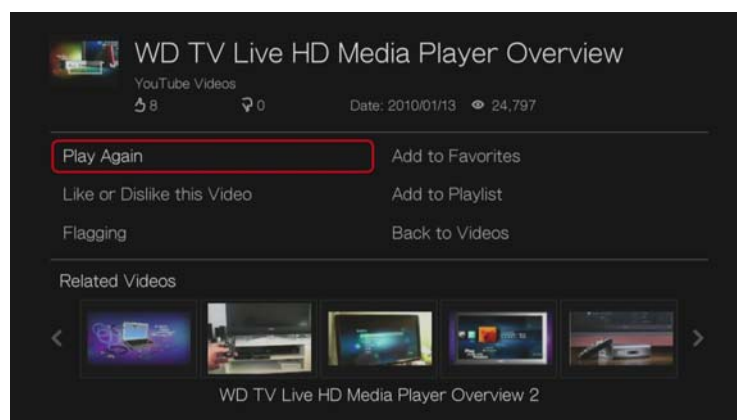 WD TV Live HD Media Player Overview
YouTube Videos
8 0 Date: 2010/01/13 24,797
Play Again Add to Favorites
Like or Dislike this Video Add to Playlist
Flagging Back to Videos
Related Videos
WD TV Live HD Media Player Overview 2